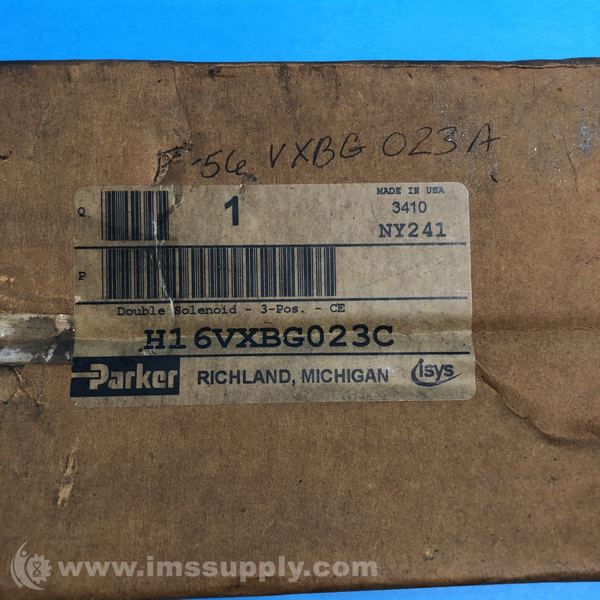 -56 VXBG 023A
Q
1
MADE IN USA
3410
NY241
P
Double Solenoid - 3-Pos. - CE
H16VXBG023C
Parker RICHLAND, MICHIGAN Isys
www.imssupply.com